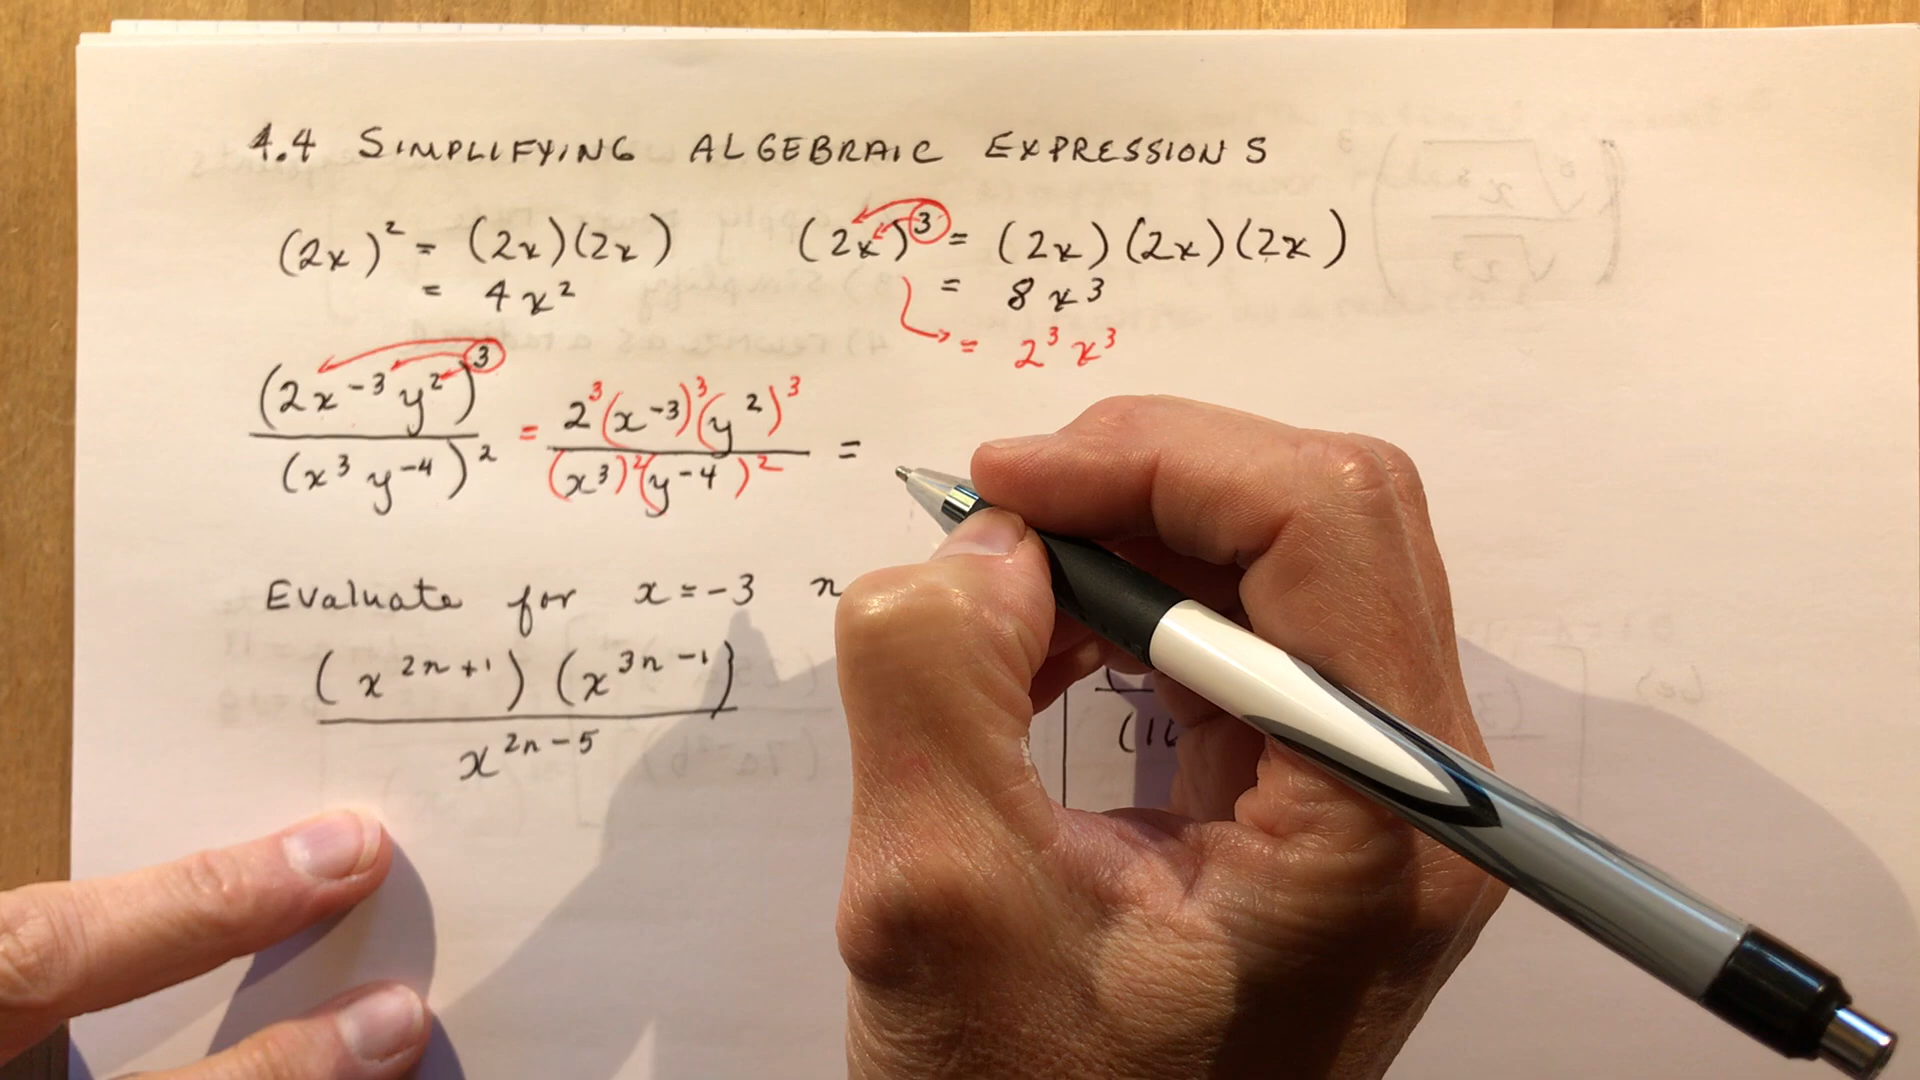 4.4 SIMPLIFYING ALGEBRAIC EXPRESSIONS
(2x)² = (2x)(2x)
= 4x²
(2x)³ = (2x)(2x)(2x)
= 8x³
= 2³x³
(2x⁻³y²)³ / (x³y⁻⁴)² = 2³(x⁻³)³(y²)³ / (x³)²(y⁻⁴)² =
Evaluate for x = -3 n
(x²ⁿ⁺¹)(x³ⁿ⁻¹)
x²ⁿ⁻⁵